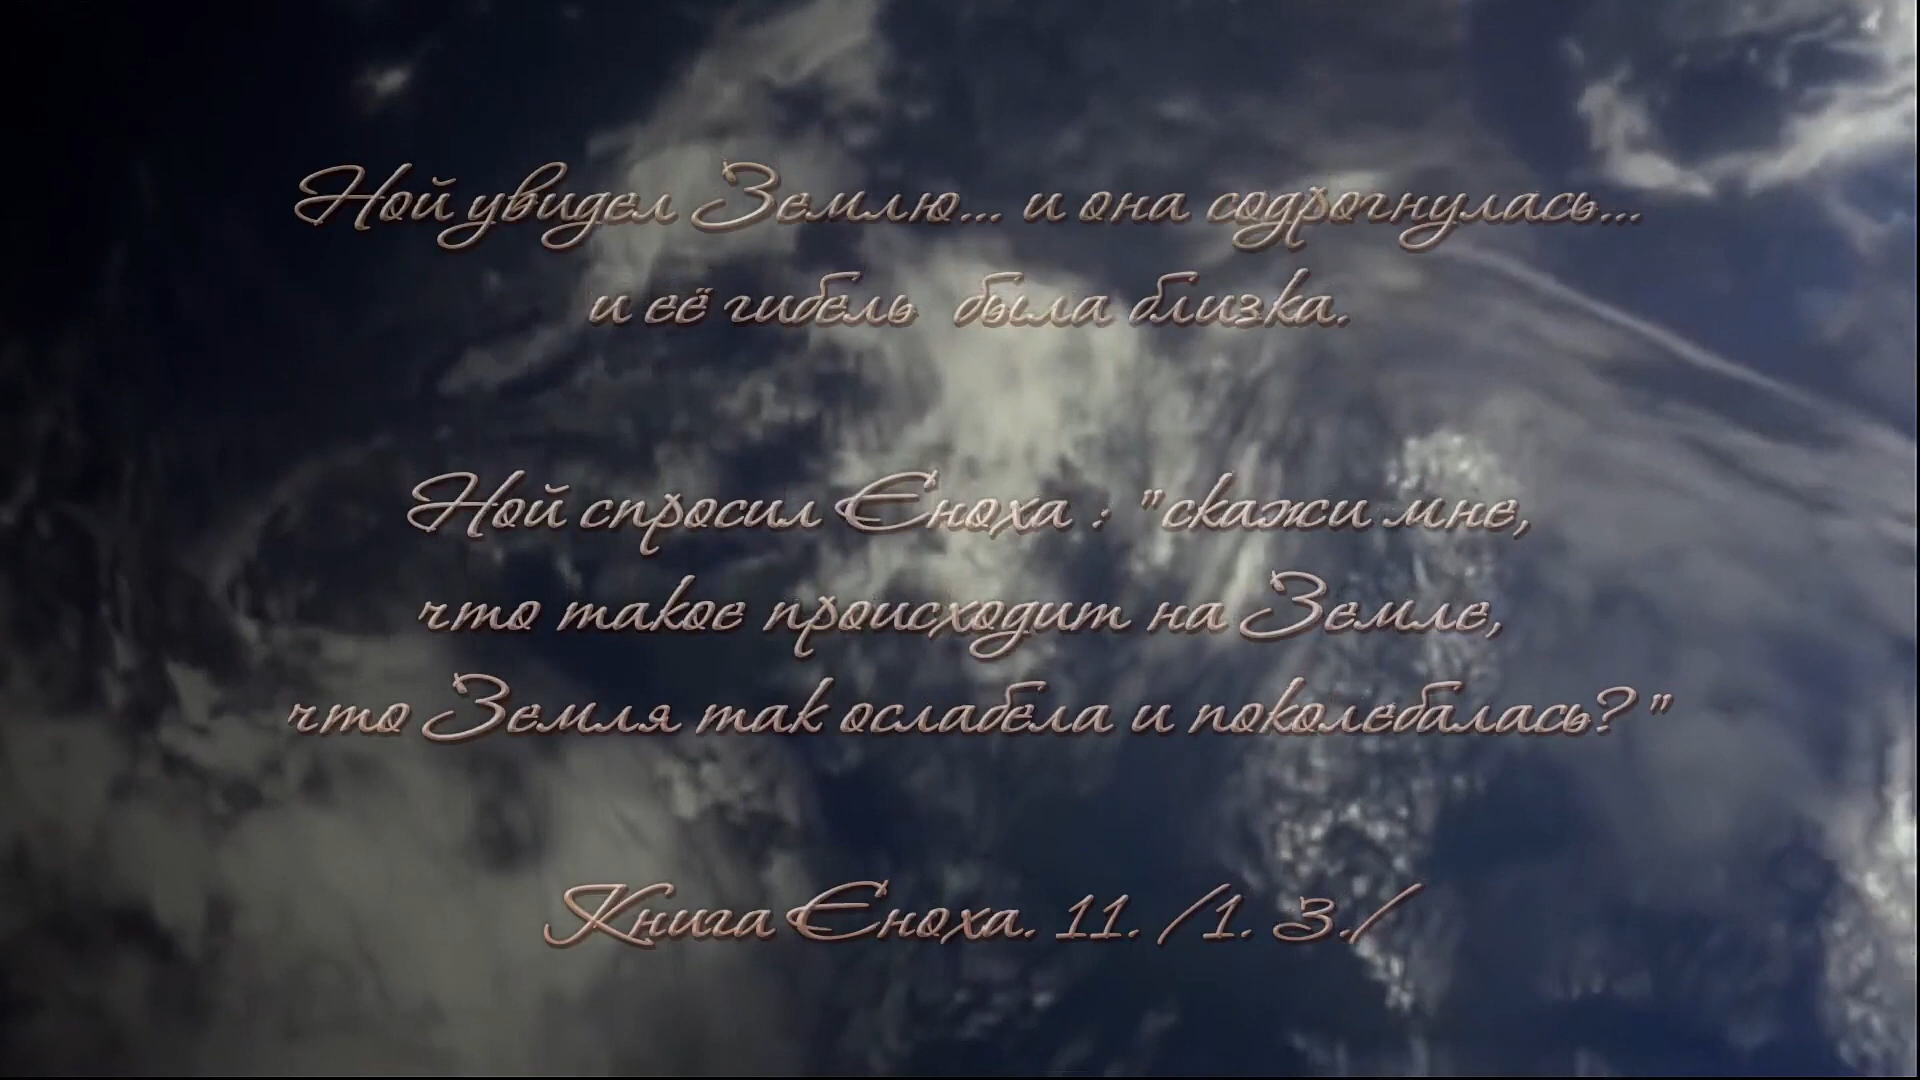 Ной увидел Землю... и она содрогнулась...
и её гибель была близка.
Ной спросил Еноха : "скажи мне,
что такое происходит на Земле,
что Земля так ослабела и поколебалась?"
Книга Еноха. 11. /1. 3./